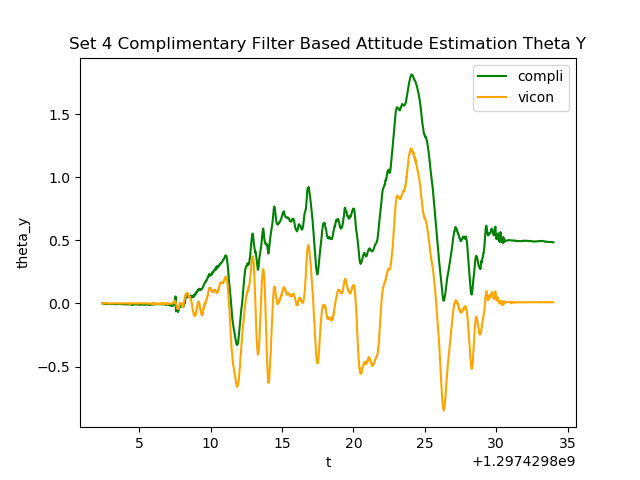 Set 4 Complimentary Filter Based Attitude Estimation Theta Y
compli
vicon
theta_y
1.5
1.0
0.5
0.0
−0.5
5 10 15 20 25 30 35
t
+1.2974298e9